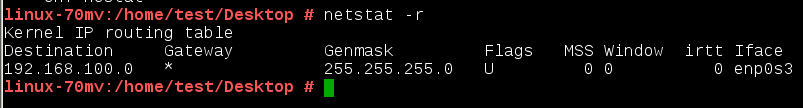 linux-70mv:/home/test/Desktop # netstat -r
Kernel IP routing table
Destination     Gateway         Genmask         Flags   MSS Window  irtt Iface
192.168.100.0   *               255.255.255.0   U         0 0          0 enp0s3
linux-70mv:/home/test/Desktop #